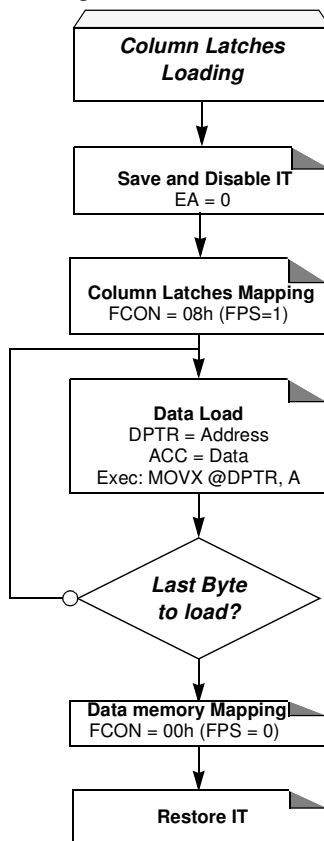 Column Latches
Loading
Save and Disable IT
EA = 0
Column Latches Mapping
FCON = 08h (FPS=1)
Data Load
DPTR = Address
ACC = Data
Exec: MOVX @DPTR, A
Last Byte
to load?
Data memory Mapping
FCON = 00h (FPS = 0)
Restore IT